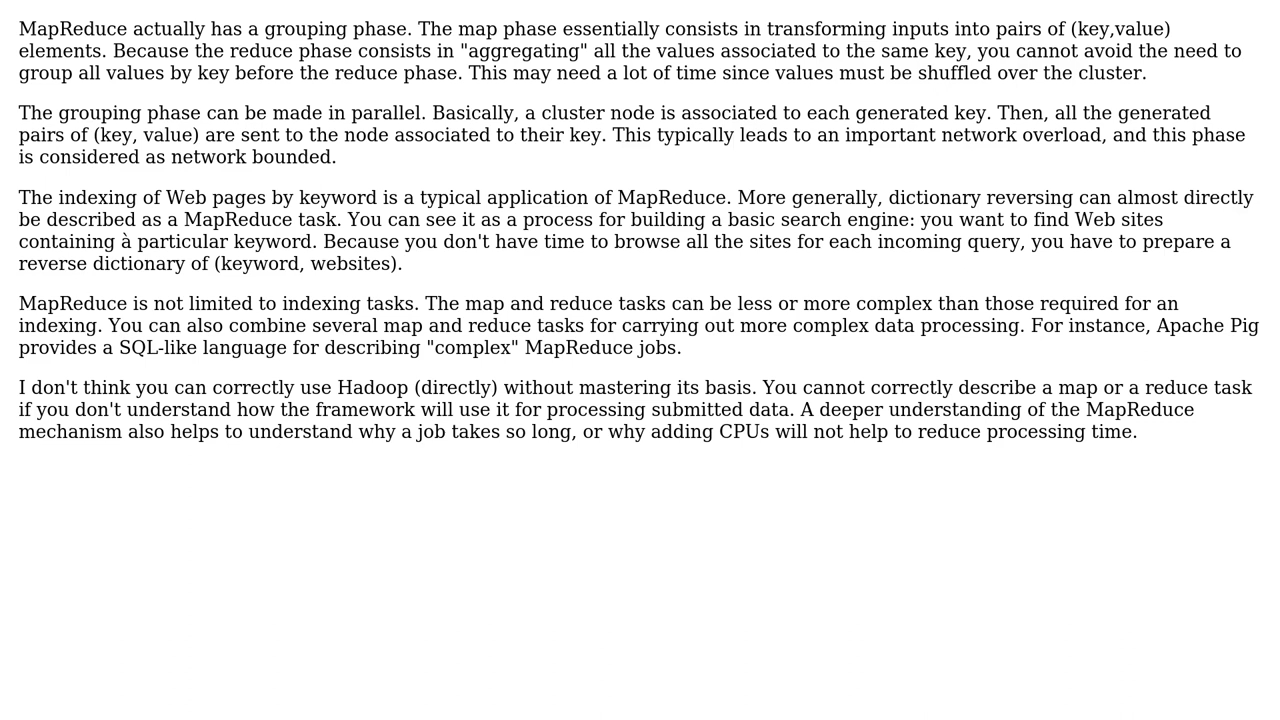 MapReduce actually has a grouping phase. The map phase essentially consists in transforming inputs into pairs of (key,value)
elements. Because the reduce phase consists in "aggregating" all the values associated to the same key, you cannot avoid the need to
group all values by key before the reduce phase. This may need a lot of time since values must be shuffled over the cluster.
The grouping phase can be made in parallel. Basically, a cluster node is associated to each generated key. Then, all the generated
pairs of (key, value) are sent to the node associated to their key. This typically leads to an important network overload, and this phase
is considered as network bounded.
The indexing of Web pages by keyword is a typical application of MapReduce. More generally, dictionary reversing can almost directly
be described as a MapReduce task. You can see it as a process for building a basic search engine: you want to find Web sites
containing à particular keyword. Because you don't have time to browse all the sites for each incoming query, you have to prepare a
reverse dictionary of (keyword, websites).
MapReduce is not limited to indexing tasks. The map and reduce tasks can be less or more complex than those required for an
indexing. You can also combine several map and reduce tasks for carrying out more complex data processing. For instance, Apache Pig
provides a SQL-like language for describing "complex" MapReduce jobs.
I don't think you can correctly use Hadoop (directly) without mastering its basis. You cannot correctly describe a map or a reduce task
if you don't understand how the framework will use it for processing submitted data. A deeper understanding of the MapReduce
mechanism also helps to understand why a job takes so long, or why adding CPUs will not help to reduce processing time.